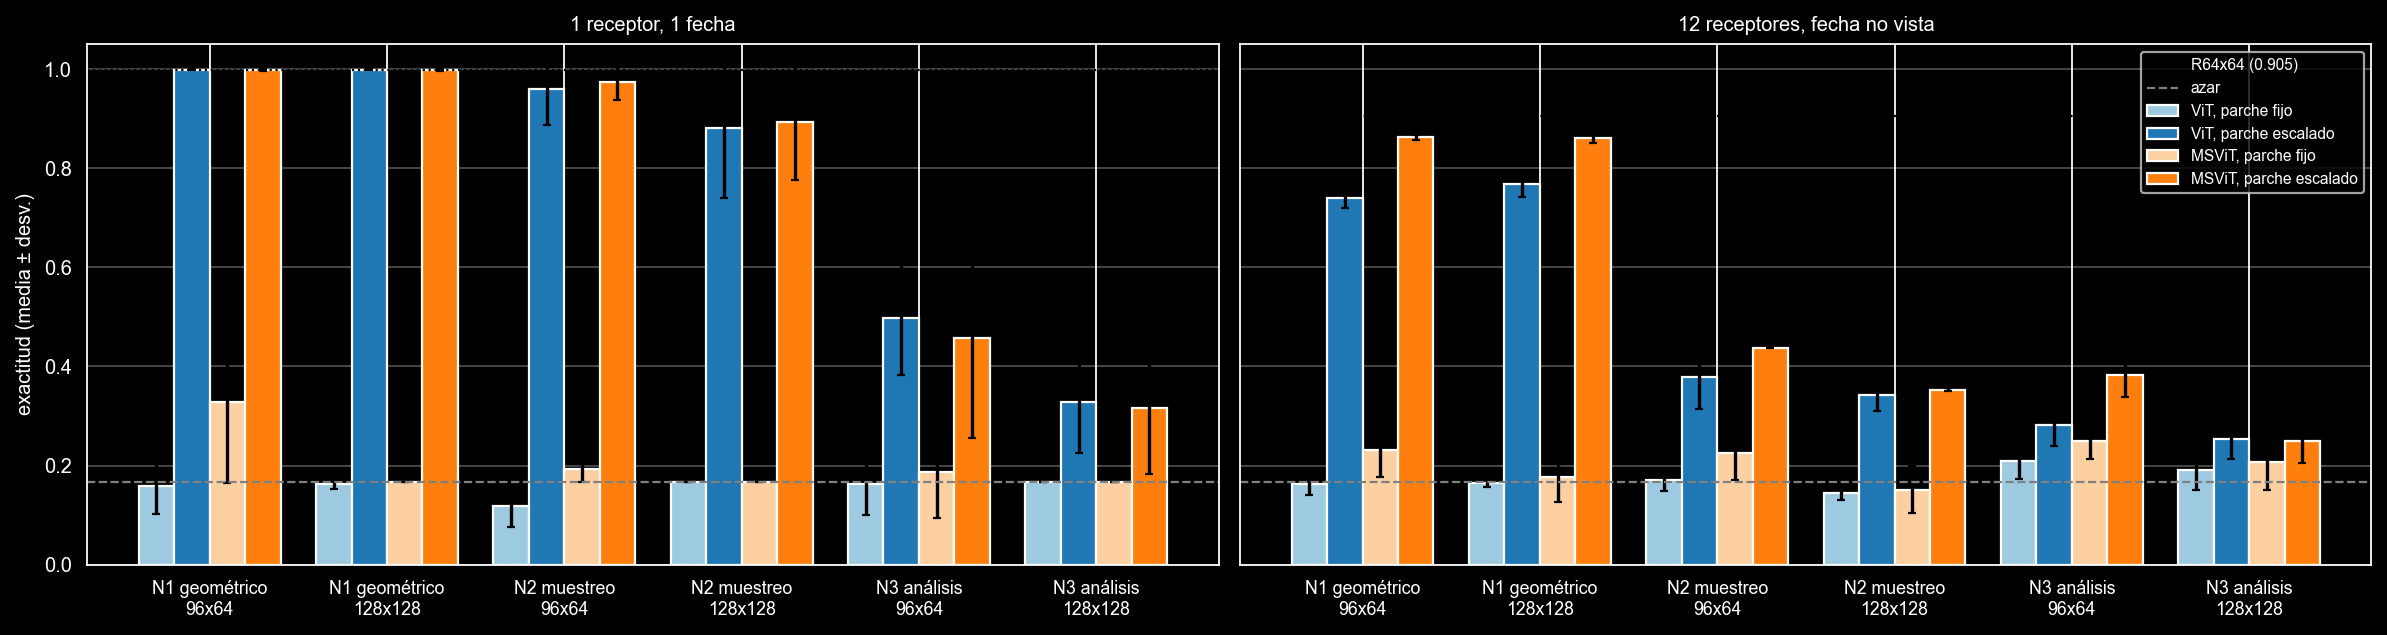 1 receptor, 1 fecha
12 receptores, fecha no vista
exactitud (media ± desv.)
1.0
0.8
0.6
0.4
0.2
0.0
R64x64 (0.905)
azar
ViT, parche fijo
ViT, parche escalado
MSViT, parche fijo
MSViT, parche escalado
N1 geométrico
96x64
N1 geométrico
128x128
N2 muestreo
96x64
N2 muestreo
128x128
N3 análisis
96x64
N3 análisis
128x128
N1 geométrico
96x64
N1 geométrico
128x128
N2 muestreo
96x64
N2 muestreo
128x128
N3 análisis
96x64
N3 análisis
128x128